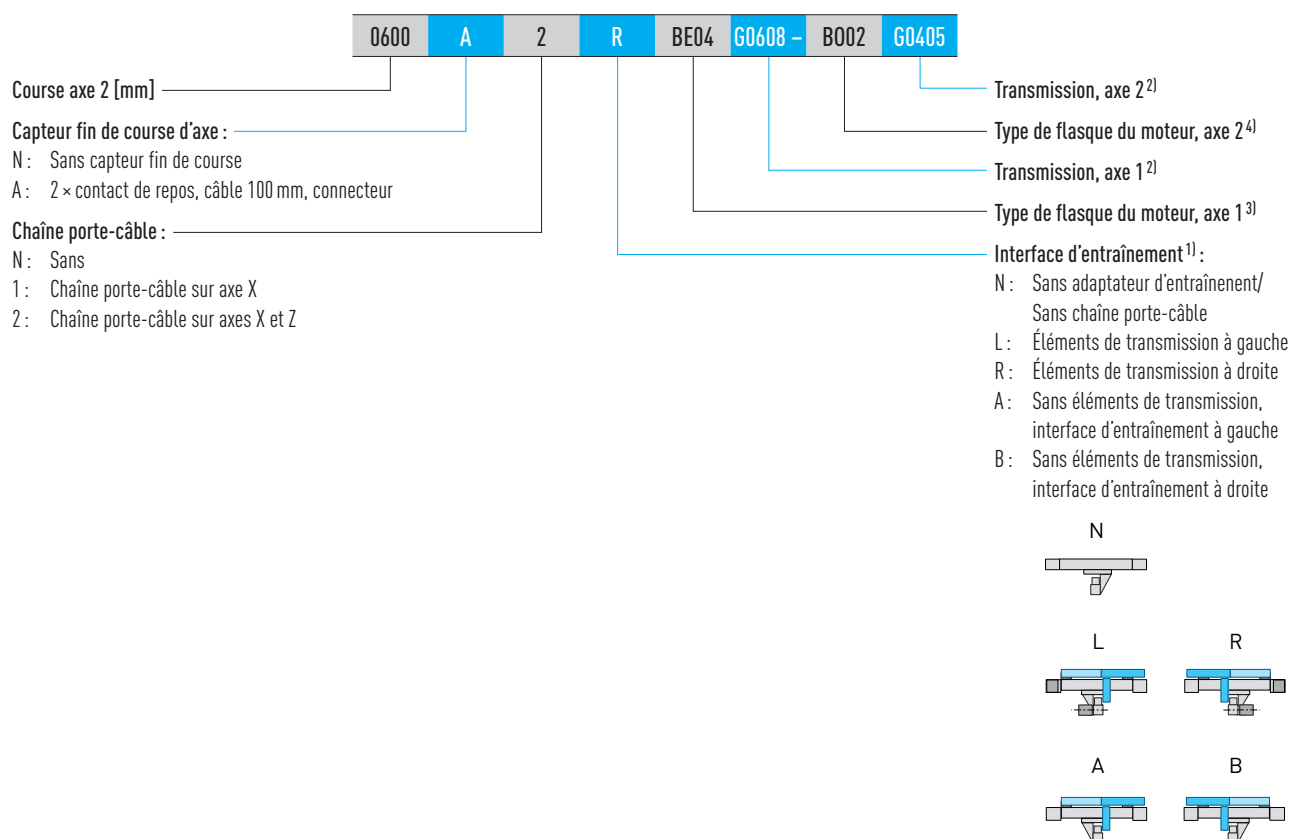 0600 A 2 R BE04 G0608 – B002 G0405
Course axe 2 [mm]
Capteur fin de course d'axe :
N : Sans capteur fin de course
A : 2 × contact de repos, câble 100 mm, connecteur
Chaîne porte-câble :
N : Sans
1 : Chaîne porte-câble sur axe X
2 : Chaîne porte-câble sur axes X et Z
Transmission, axe 2 2)
Type de flasque du moteur, axe 2 4)
Transmission, axe 1 2)
Type de flasque du moteur, axe 1 3)
Interface d'entraînement 1) :
N : Sans adaptateur d'entraînenent/
Sans chaîne porte-câble
L : Éléments de transmission à gauche
R : Éléments de transmission à droite
A : Sans éléments de transmission,
interface d'entraînement à gauche
B : Sans éléments de transmission,
interface d'entraînement à droite
N
L R
A B